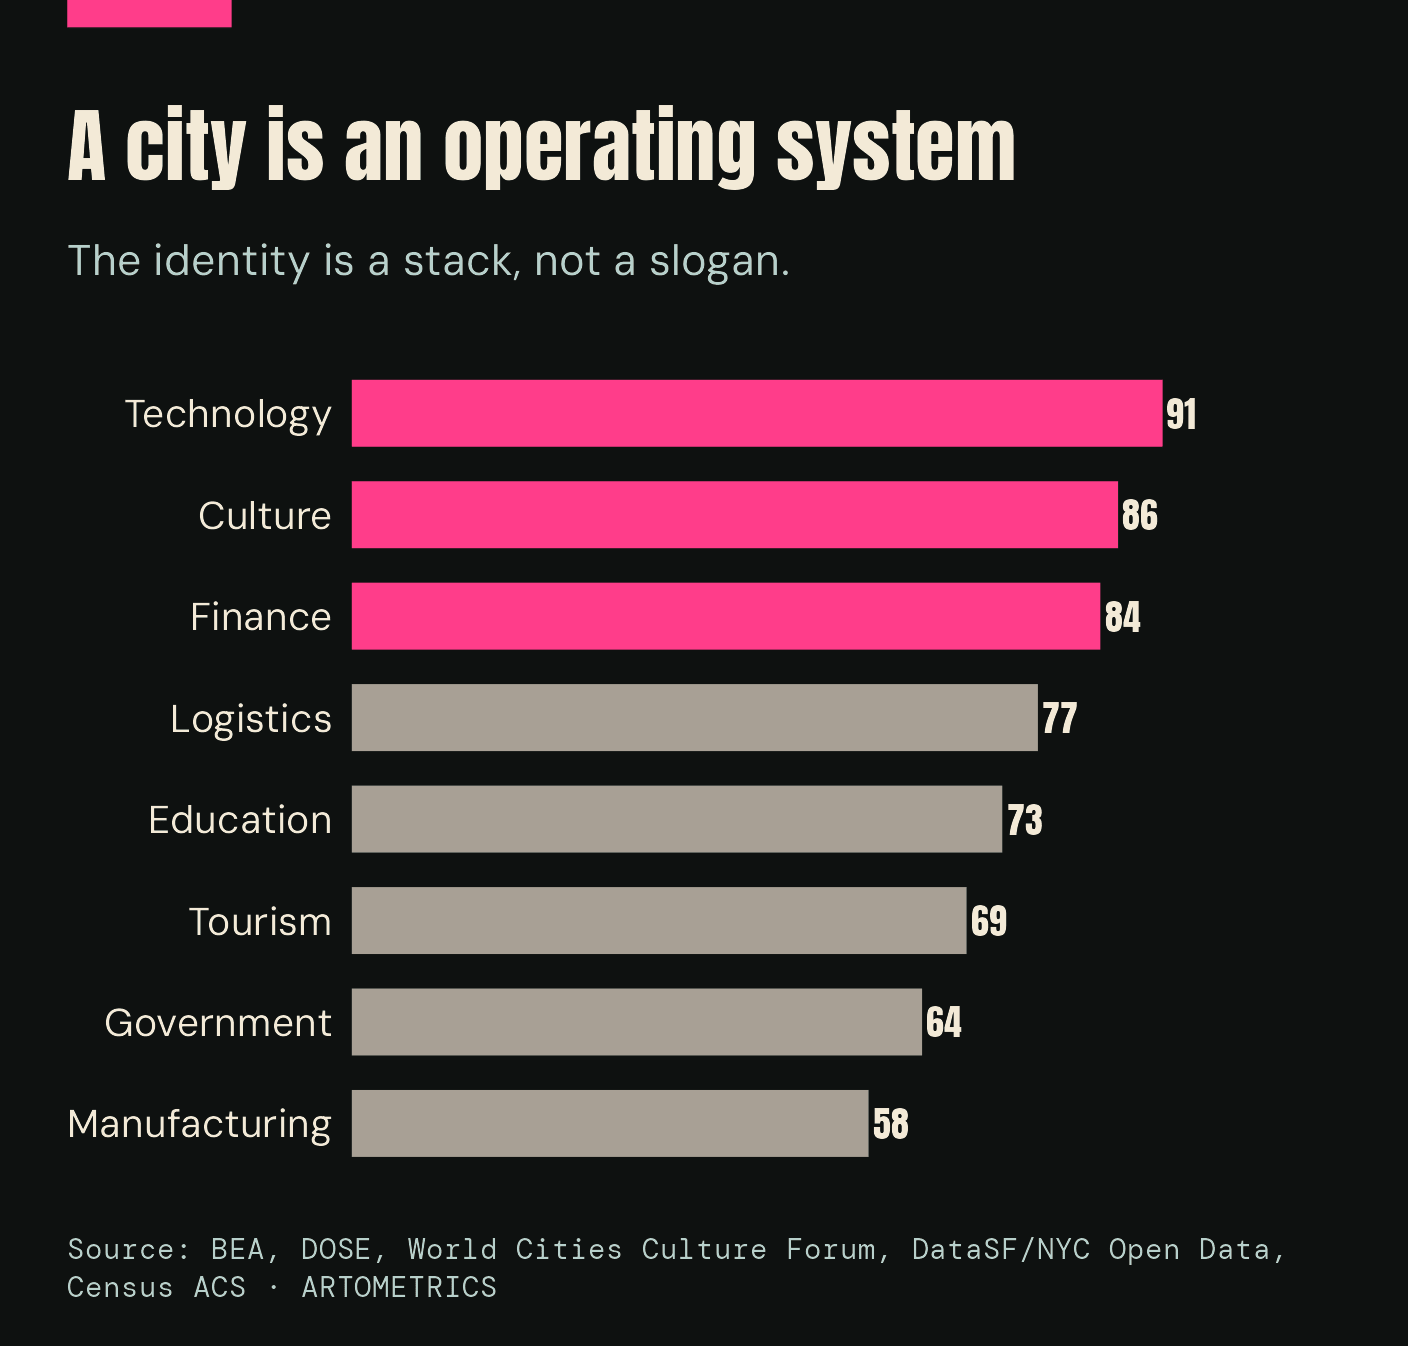 A city is an operating system
The identity is a stack, not a slogan.
Technology 91
Culture 86
Finance 84
Logistics 77
Education 73
Tourism 69
Government 64
Manufacturing 58
Source: BEA, DOSE, World Cities Culture Forum, DataSF/NYC Open Data,
Census ACS · ARTOMETRICS